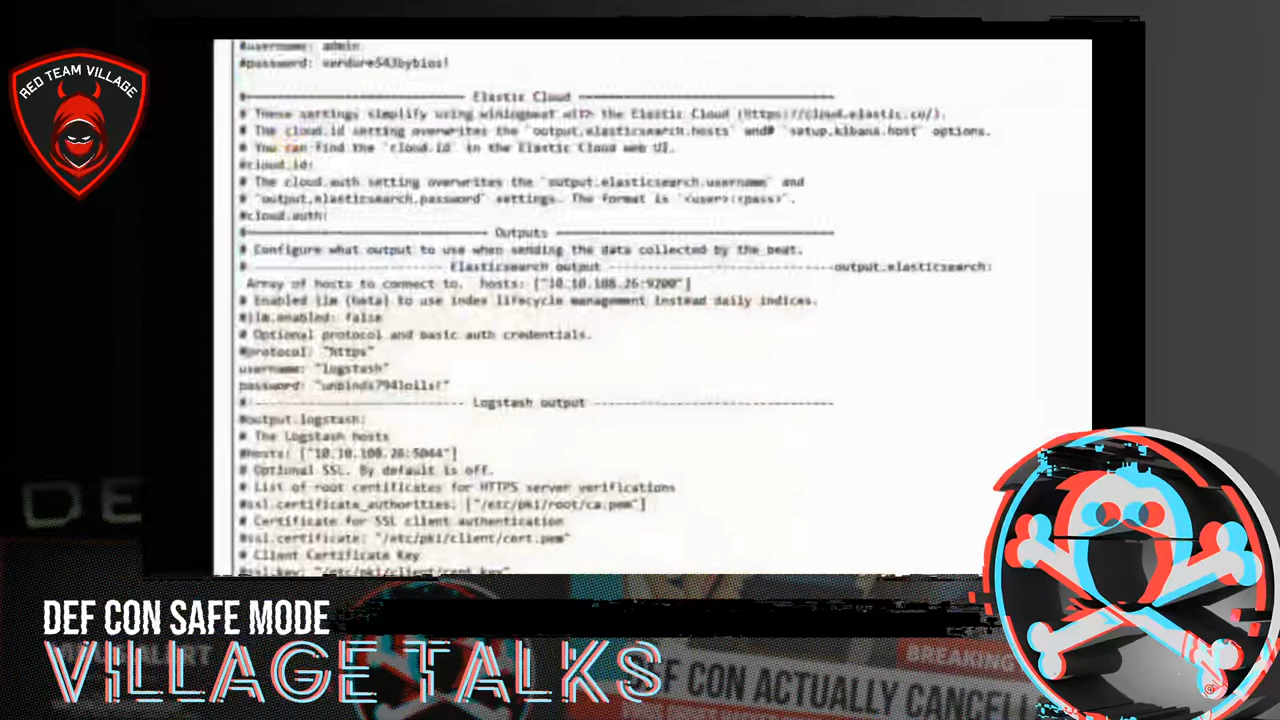 RED TEAM VILLAGE
#username: admin
#password:
#---------------------------- Elastic Cloud ----------------------------
# These settings simplify using winlogbeat with the Elastic Cloud (https://cloud.elastic.co/).
# The cloud.id setting overwrites the `output.elasticsearch.hosts` and# `setup.kibana.host` options.
# You can find the `cloud.id` in the Elastic Cloud web UI.
#cloud.id:
# The cloud.auth setting overwrites the `output.elasticsearch.username` and
# `output.elasticsearch.password` settings. The format is `<user>:<pass>`.
#cloud.auth:
#---------------------------- Outputs ----------------------------
# Configure what output to use when sending the data collected by the beat.
#---------------------------- Elasticsearch output ----------------------------output.elasticsearch:
Array of hosts to connect to. hosts: ["10.10.108.26:9200"]
# Enabled ilm (beta) to use index lifecycle management instead daily indices.
#ilm.enabled: false
# Optional protocol and basic auth credentials.
#protocol: "https"
username: "logstash"
password:
#---------------------------- Logstash output ----------------------------
#output.logstash:
# The Logstash hosts
#hosts: ["10.10.108.26:5044"]
# Optional SSL. By default is off.
# List of root certificates for HTTPS server verifications
#ssl.certificate_authorities: ["/etc/pki/root/ca.pem"]
# Certificate for SSL client authentication
#ssl.certificate: "/etc/pki/client/cert.pem"
# Client Certificate Key
#ssl.key: "/etc/pki/client/cert.key"
DEF CON SAFE MODE
VILLAGE TALKS
BREAKING
DEF CON ACTUALLY CANCELL